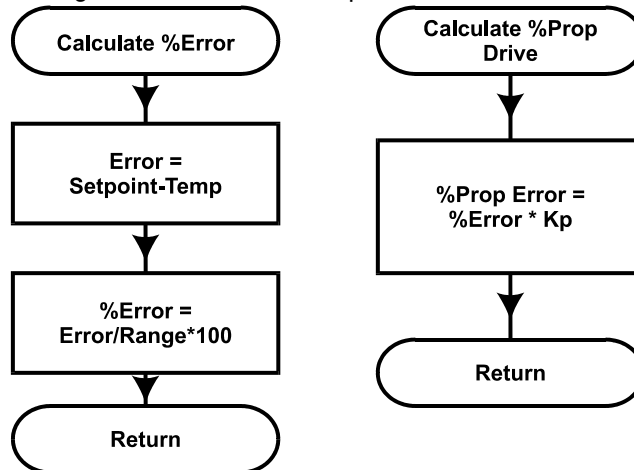 Calculate %Error
Error =
Setpoint-Temp
%Error =
Error/Range*100
Return
Calculate %Prop
Drive
%Prop Error =
%Error * Kp
Return